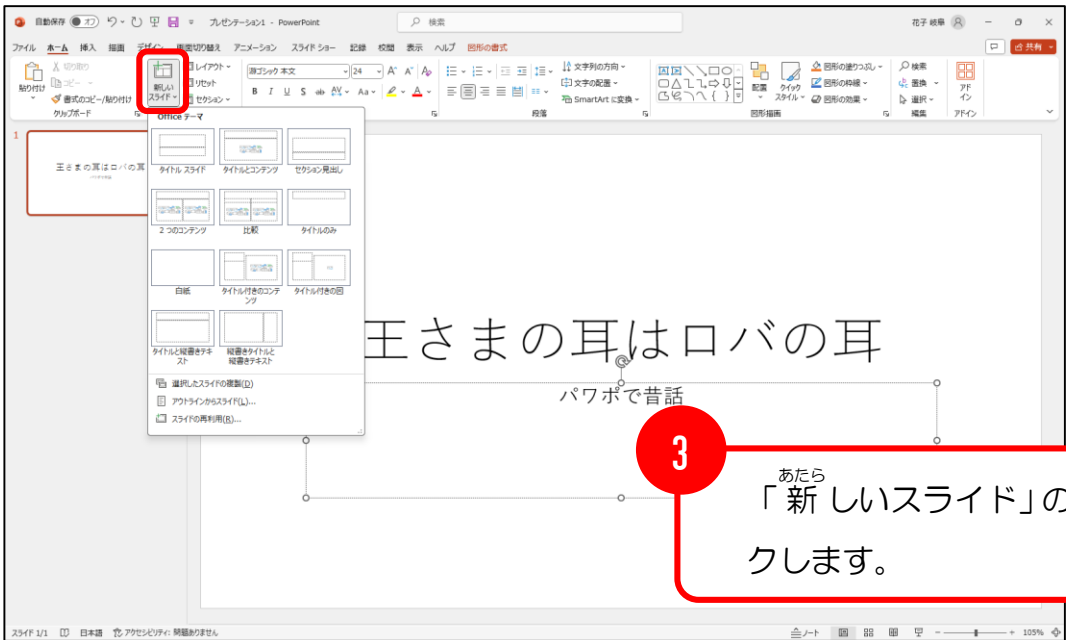 自動保存 オフ プレゼンテーション1 - PowerPoint 検索 花子 岐阜
ファイル ホーム 挿入 描画 デザイン 画面切り替え アニメーション スライド ショー 記録 校閲 表示 ヘルプ 図形の書式 共有
貼り付け
切り取り
コピー
書式のコピー/貼り付け
クリップボード
新しい
スライド
レイアウト
リセット
セクション
游ゴシック 本文 24
B I U S ab AV Aa A
文字列の方向
文字の配置
SmartArt に変換
段落
配置
クイック
スタイル
図形の塗りつぶし
図形の枠線
図形の効果
図形描画
検索
置換
選択
編集
アド
イン
アドイン
Office テーマ
タイトル スライド タイトルとコンテンツ セクション見出し
2 つのコンテンツ 比較 タイトルのみ
白紙 タイトル付きのコンテンツ タイトル付きの図
タイトルと縦書きテキスト 縦書きタイトルと縦書きテキスト
選択したスライドの複製(D)
アウトラインからスライド(L)...
スライドの再利用(R)...
1
王さまの耳はロバの耳
王さまの耳はロバの耳
パワポで昔話
3
あたら
「新しいスライド」の
クします。
スライド 1/1 日本語 アクセシビリティ: 問題ありません ノート 105%